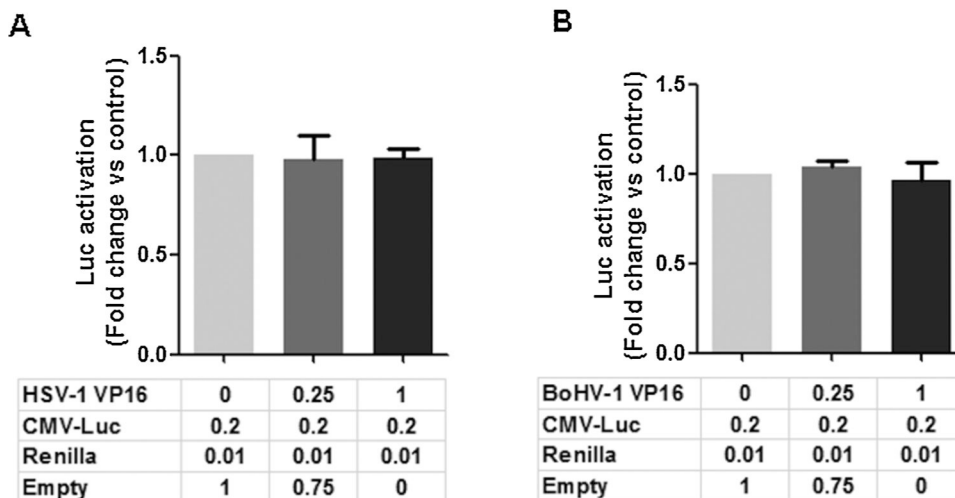 A
Luc activation
(Fold change vs control)
1.5
1.0
0.5
0.0
HSV-1 VP16 0 0.25 1
CMV-Luc 0.2 0.2 0.2
Renilla 0.01 0.01 0.01
Empty 1 0.75 0
B
Luc activation
(Fold change vs control)
1.5
1.0
0.5
0.0
BoHV-1 VP16 0 0.25 1
CMV-Luc 0.2 0.2 0.2
Renilla 0.01 0.01 0.01
Empty 1 0.75 0